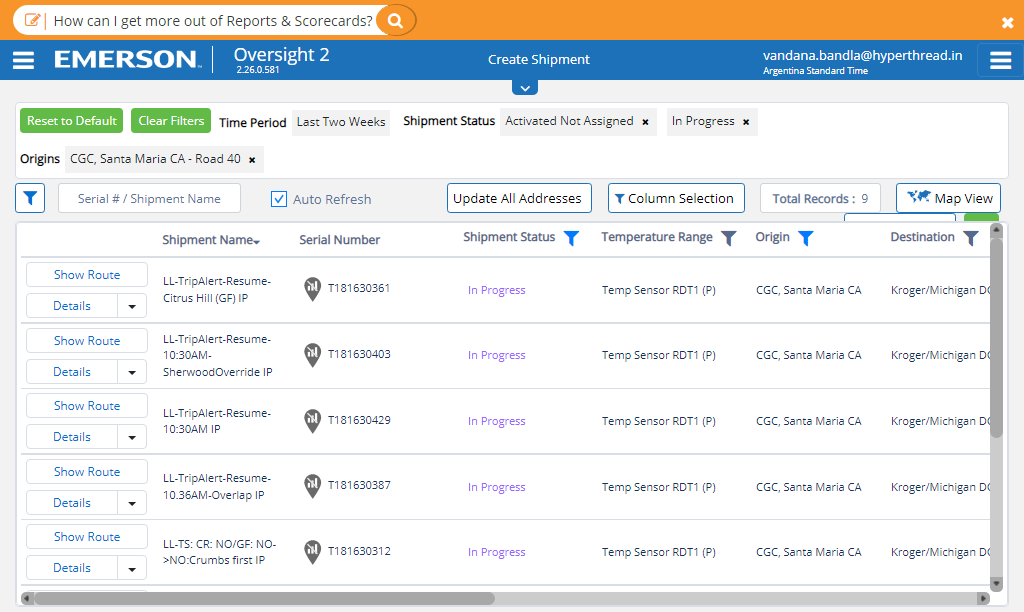 How can I get more out of Reports & Scorecards?
EMERSON. Oversight 2
2.26.0.581
Create Shipment
vandana.bandla@hyperthread.in
Argentina Standard Time
Reset to Default Clear Filters Time Period Last Two Weeks Shipment Status Activated Not Assigned × In Progress ×
Origins CGC, Santa Maria CA - Road 40 ×
Serial # / Shipment Name Auto Refresh Update All Addresses Column Selection Total Records : 9 Map View
Shipment Name Serial Number Shipment Status Temperature Range Origin Destination
Show Route
Details
LL-TripAlert-Resume-
Citrus Hill (GF) IP
T181630361 In Progress Temp Sensor RDT1 (P) CGC, Santa Maria CA Kroger/Michigan DC
Show Route
Details
LL-TripAlert-Resume-
10:30AM-
SherwoodOverride IP
T181630403 In Progress Temp Sensor RDT1 (P) CGC, Santa Maria CA Kroger/Michigan DC
Show Route
Details
LL-TripAlert-Resume-
10:30AM IP
T181630429 In Progress Temp Sensor RDT1 (P) CGC, Santa Maria CA Kroger/Michigan DC
Show Route
Details
LL-TripAlert-Resume-
10.36AM-Overlap IP
T181630387 In Progress Temp Sensor RDT1 (P) CGC, Santa Maria CA Kroger/Michigan DC
Show Route
Details
LL-TS: CR: NO/GF: NO-
>NO:Crumbs first IP
T181630312 In Progress Temp Sensor RDT1 (P) CGC, Santa Maria CA Kroger/Michigan DC